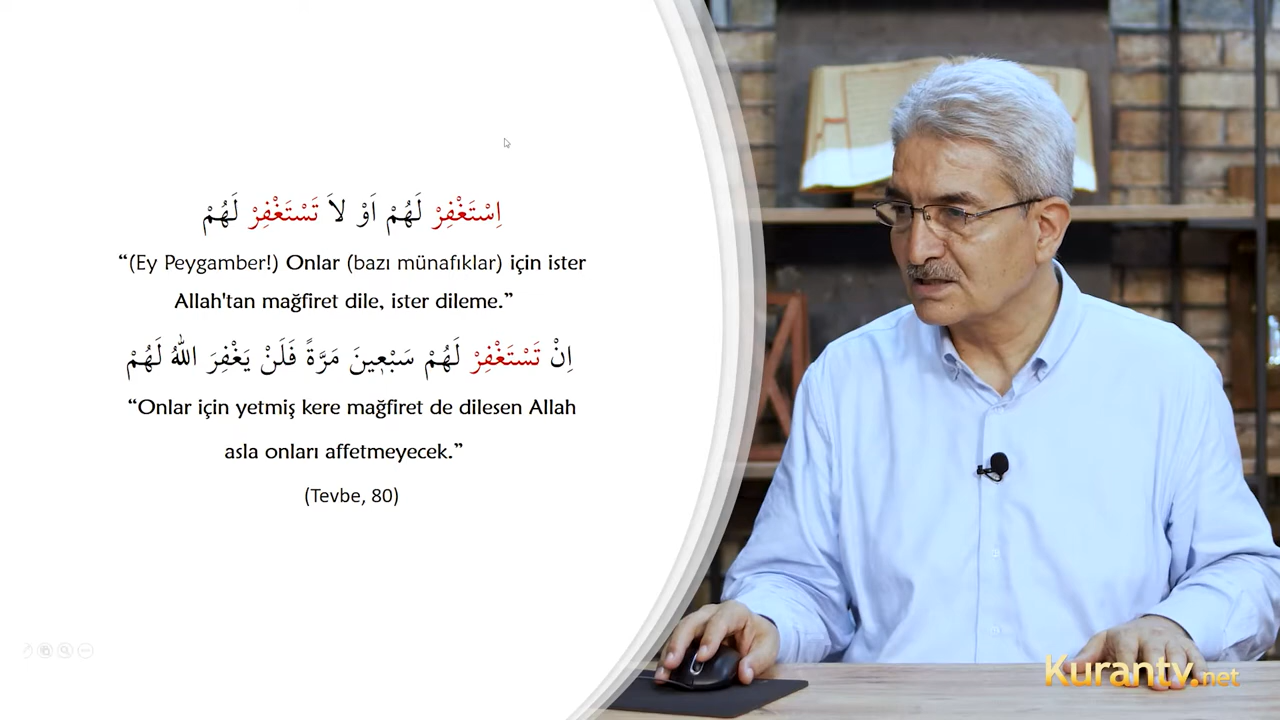 اِسْتَغْفِرْ لَهُمْ اَوْ لاَ تَسْتَغْفِرْ لَهُمْ
“(Ey Peygamber!) Onlar (bazı münafıklar) için ister
Allah'tan mağfiret dile, ister dileme.”
اِنْ تَسْتَغْفِرْ لَهُمْ سَبْعٖينَ مَرَّةً فَلَنْ يَغْفِرَ اللّٰهُ لَهُمْ
“Onlar için yetmiş kere mağfiret de dilesen Allah
asla onları affetmeyecek.”
(Tevbe, 80)
Kurantv.net